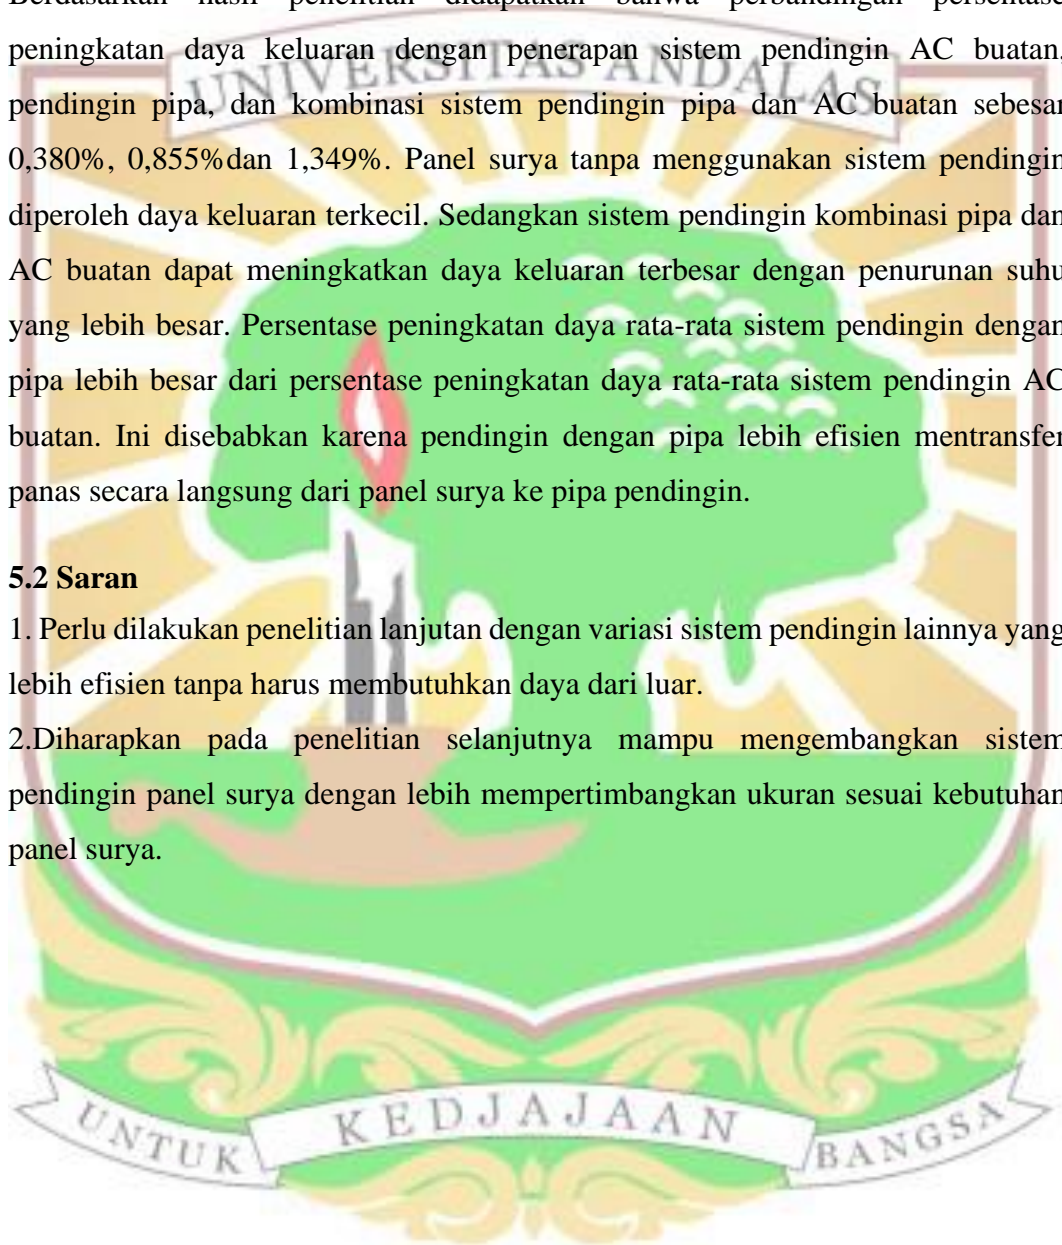 Berdasarkan hasil penelitian didapatkan bahwa perbandingan persentase
peningkatan daya keluaran dengan penerapan sistem pendingin AC buatan,
UNIVERSITAS ANDALAS
pendingin pipa, dan kombinasi sistem pendingin pipa dan AC buatan sebesar
0,380%, 0,855%dan 1,349%. Panel surya tanpa menggunakan sistem pendingin
diperoleh daya keluaran terkecil. Sedangkan sistem pendingin kombinasi pipa dan
AC buatan dapat meningkatkan daya keluaran terbesar dengan penurunan suhu
yang lebih besar. Persentase peningkatan daya rata-rata sistem pendingin dengan
pipa lebih besar dari persentase peningkatan daya rata-rata sistem pendingin AC
buatan. Ini disebabkan karena pendingin dengan pipa lebih efisien mentransfer
panas secara langsung dari panel surya ke pipa pendingin.
5.2 Saran
1. Perlu dilakukan penelitian lanjutan dengan variasi sistem pendingin lainnya yang
lebih efisien tanpa harus membutuhkan daya dari luar.
2.Diharapkan pada penelitian selanjutnya mampu mengembangkan sistem
pendingin panel surya dengan lebih mempertimbangkan ukuran sesuai kebutuhan
panel surya.
UNTUK KEDJAJAAN BANGSA